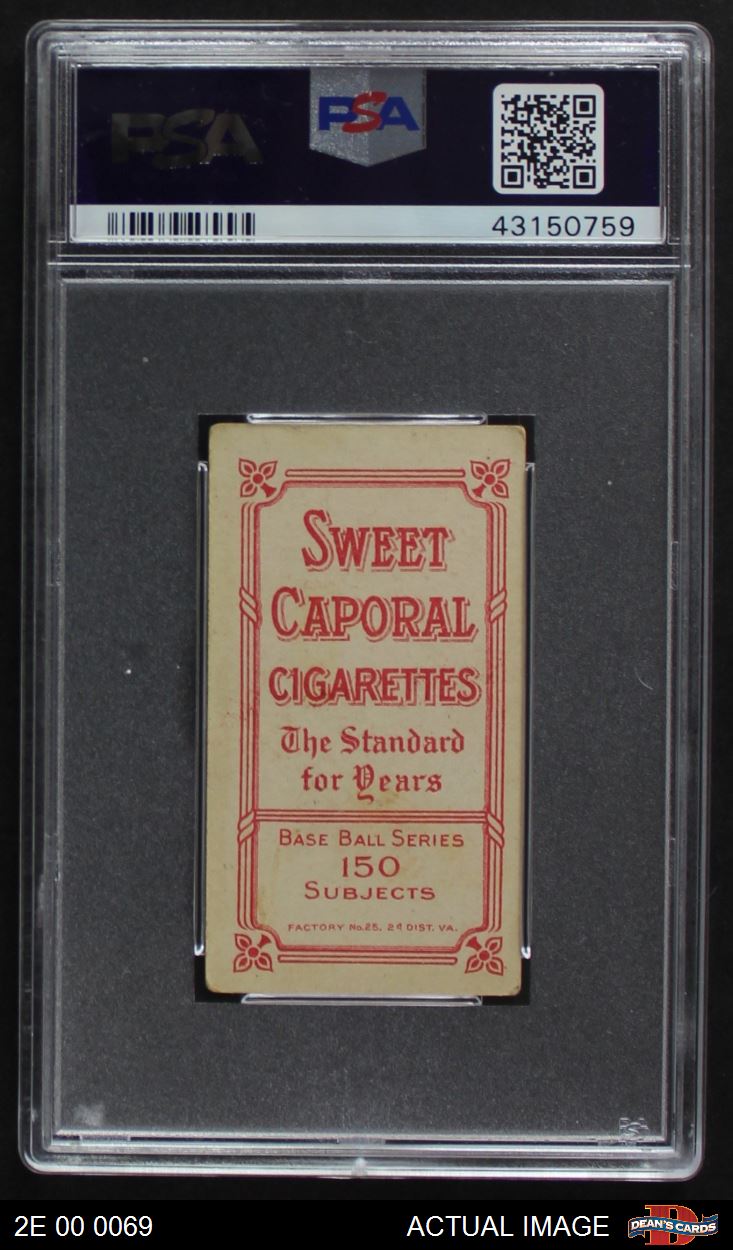 PSA
PSA
43150759
SWEET
CAPORAL
CIGARETTES
The Standard
for Years
BASE BALL SERIES
150
SUBJECTS
FACTORY No.25. 2d DIST. VA.
PSA
2E 00 0069
ACTUAL IMAGE
D
DEAN'S CARDS